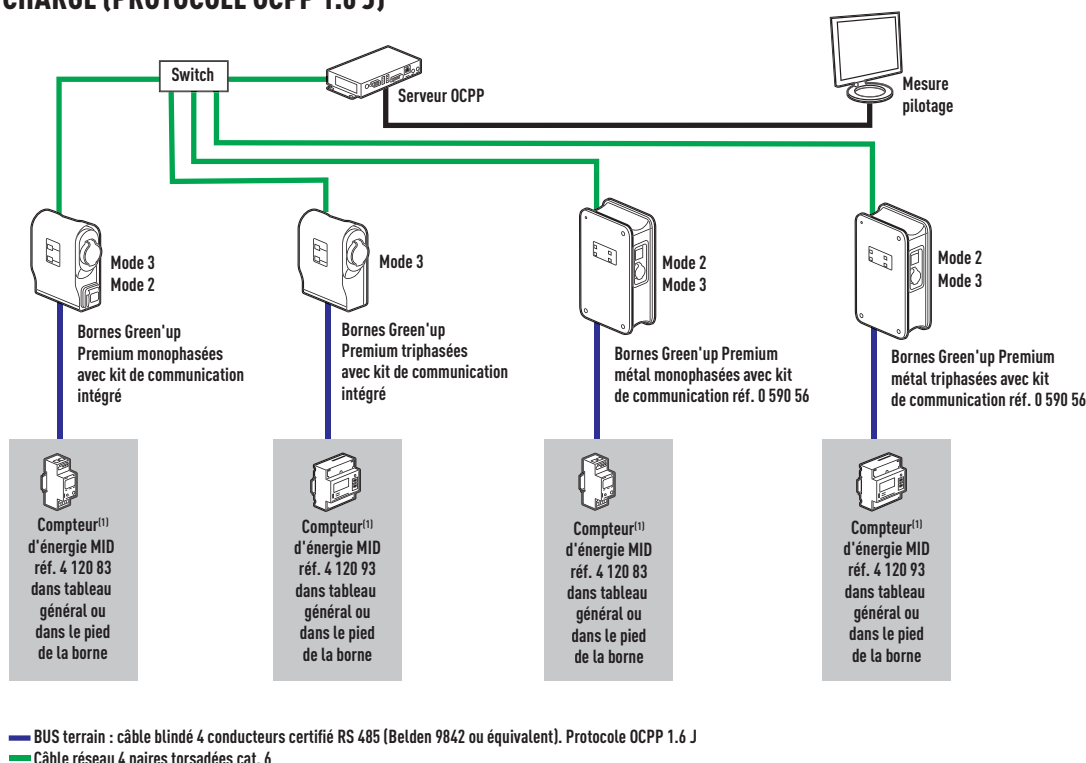 CHARGE (PROTOCOLE OCPP 1.6 J)
Switch
Serveur OCPP
Mesure
pilotage
Mode 3
Mode 2
Mode 3
Mode 2
Mode 3
Mode 2
Mode 3
Bornes Green'up
Premium monophasées
avec kit de communication
intégré
Bornes Green'up
Premium triphasées
avec kit de communication
intégré
Bornes Green'up Premium
métal monophasées avec kit
de communication réf. 0 590 56
Bornes Green'up Premium
métal triphasées avec kit
de communication réf. 0 590 56
Compteur(1)
d'énergie MID
réf. 4 120 83
dans tableau
général ou
dans le pied
de la borne
Compteur(1)
d'énergie MID
réf. 4 120 93
dans tableau
général ou
dans le pied
de la borne
Compteur(1)
d'énergie MID
réf. 4 120 83
dans tableau
général ou
dans le pied
de la borne
Compteur(1)
d'énergie MID
réf. 4 120 93
dans tableau
général ou
dans le pied
de la borne
BUS terrain : câble blindé 4 conducteurs certifié RS 485 (Belden 9842 ou équivalent). Protocole OCPP 1.6 J
Câble réseau 4 paires torsadées cat. 6